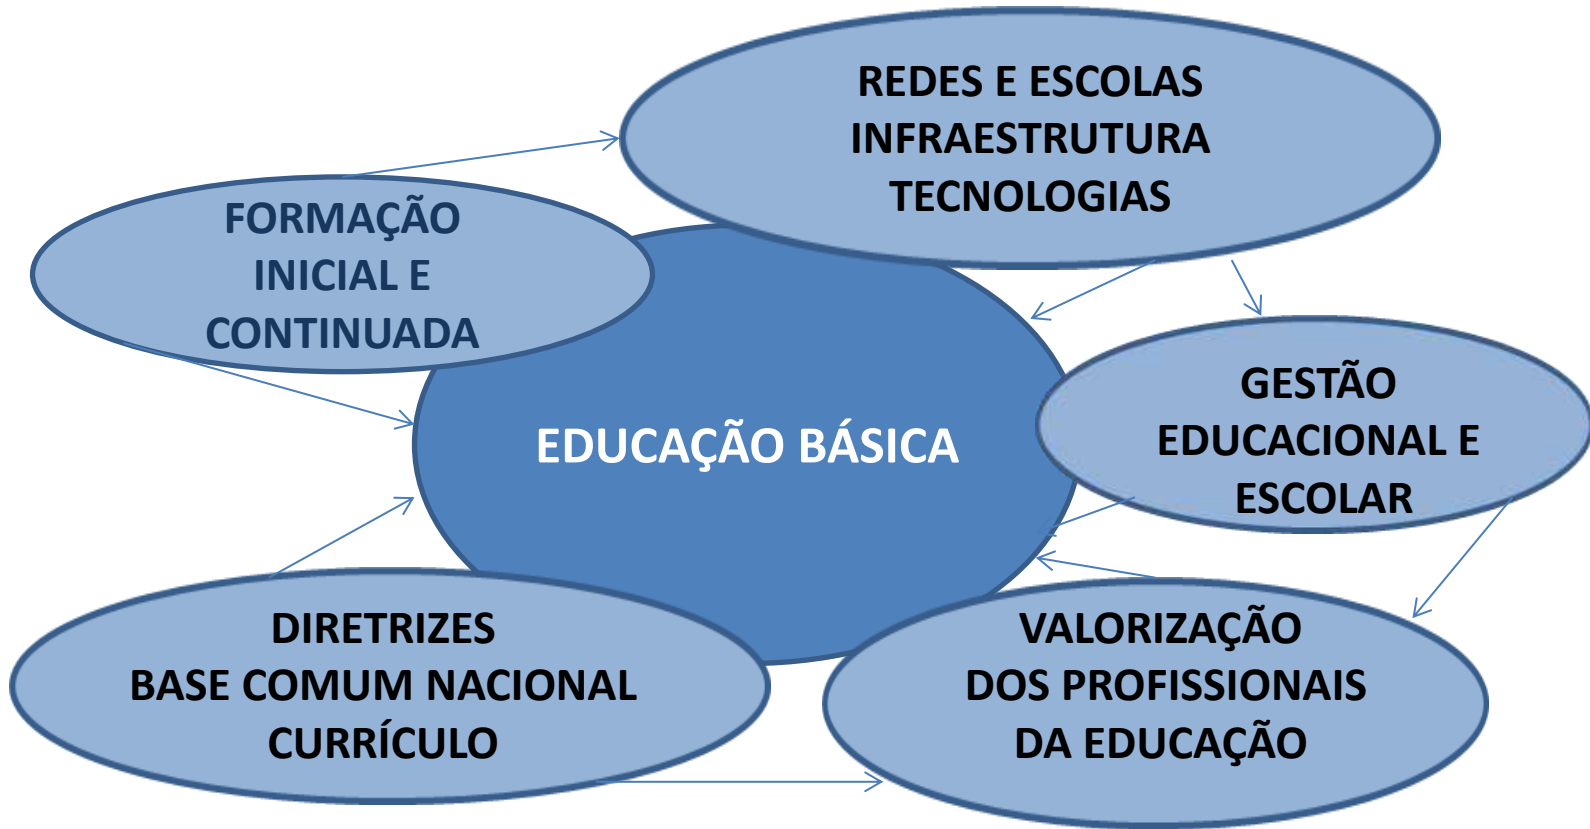 REDES E ESCOLAS
INFRAESTRUTURA
TECNOLOGIAS
FORMAÇÃO
INICIAL E
CONTINUADA
GESTÃO
EDUCACIONAL E
ESCOLAR
EDUCAÇÃO BÁSICA
DIRETRIZES
BASE COMUM NACIONAL
CURRÍCULO
VALORIZAÇÃO
DOS PROFISSIONAIS
DA EDUCAÇÃO